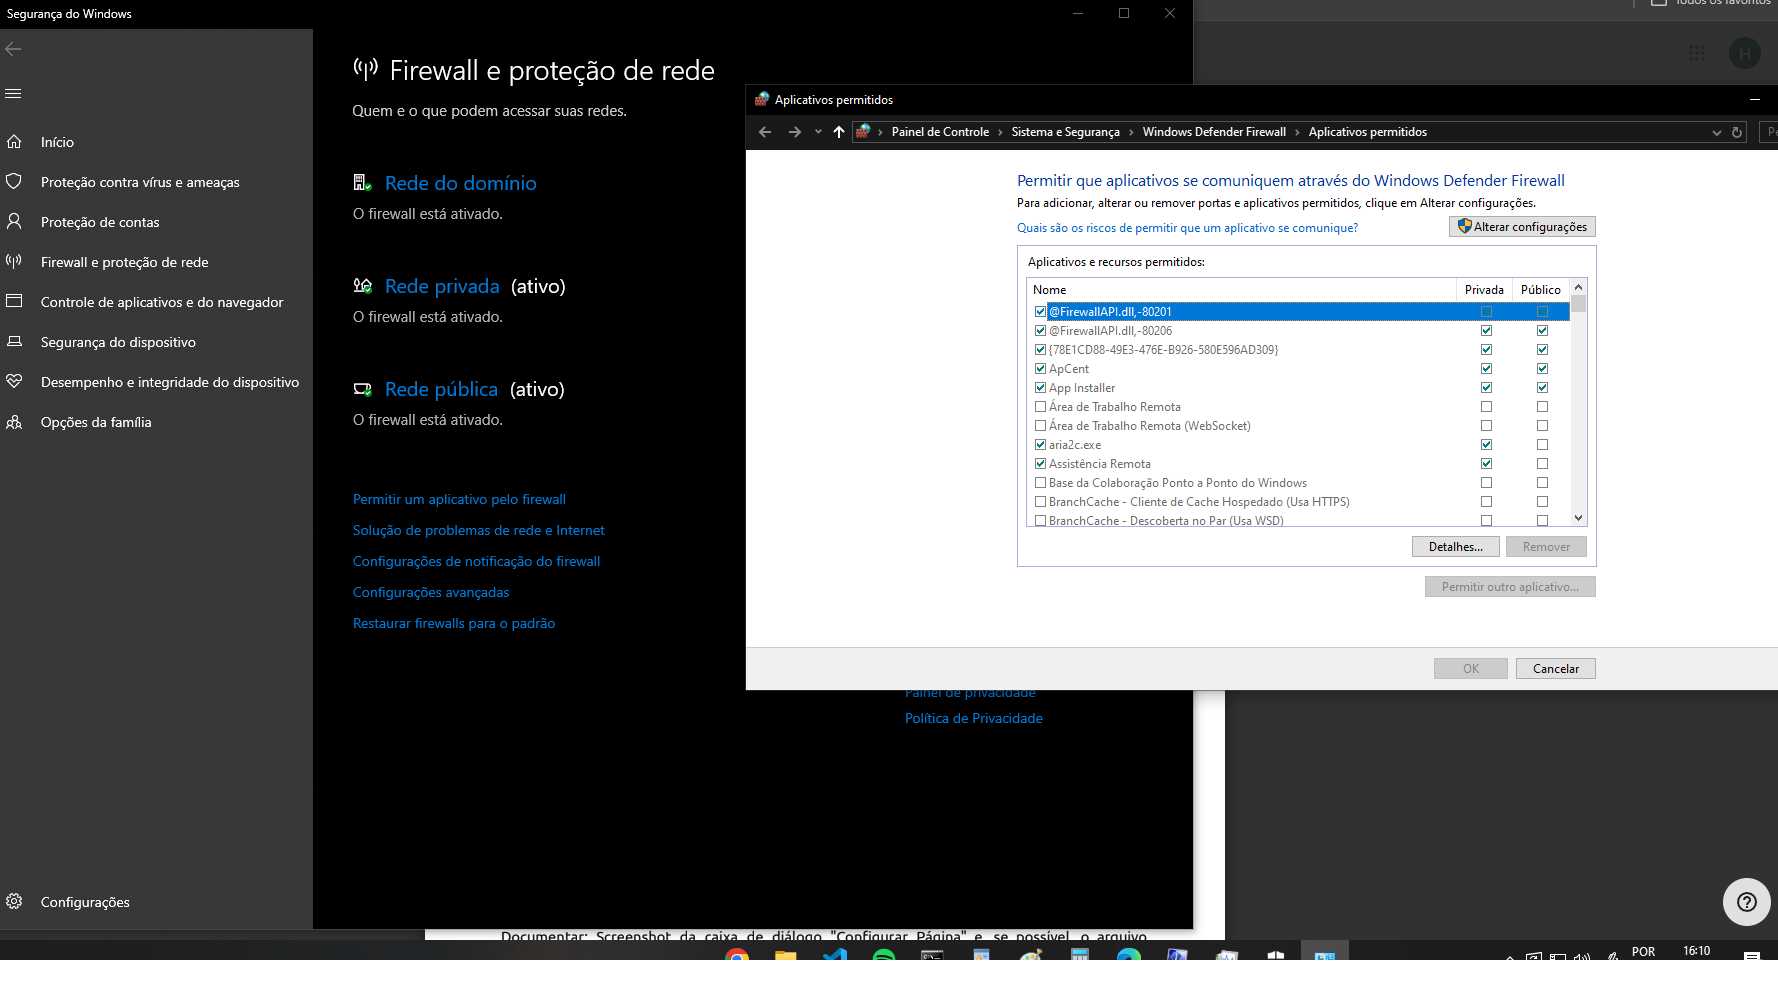 Segurança do Windows
Início
Proteção contra vírus e ameaças
Proteção de contas
Firewall e proteção de rede
Controle de aplicativos e do navegador
Segurança do dispositivo
Desempenho e integridade do dispositivo
Opções da família
Configurações
Firewall e proteção de rede
Quem e o que podem acessar suas redes.
Rede do domínio
O firewall está ativado.
Rede privada (ativo)
O firewall está ativado.
Rede pública (ativo)
O firewall está ativado.
Permitir um aplicativo pelo firewall
Solução de problemas de rede e Internet
Configurações de notificação do firewall
Configurações avançadas
Restaurar firewalls para o padrão
Painel de privacidade
Política de Privacidade
Todos os favoritos
H
Aplicativos permitidos
Painel de Controle > Sistema e Segurança > Windows Defender Firewall > Aplicativos permitidos
Permitir que aplicativos se comuniquem através do Windows Defender Firewall
Para adicionar, alterar ou remover portas e aplicativos permitidos, clique em Alterar configurações.
Quais são os riscos de permitir que um aplicativo se comunique?
Alterar configurações
Aplicativos e recursos permitidos:
Nome Privada Público
@FirewallAPI.dll,-80201
@FirewallAPI.dll,-80206
{78E1CD88-49E3-476E-B926-580E596AD309}
ApCent
App Installer
Área de Trabalho Remota
Área de Trabalho Remota (WebSocket)
aria2c.exe
Assistência Remota
Base da Colaboração Ponto a Ponto do Windows
BranchCache - Cliente de Cache Hospedado (Usa HTTPS)
BranchCache - Descoberta no Par (Usa WSD)
Detalhes... Remover
Permitir outro aplicativo...
OK Cancelar
Documentar: Screenshot da caixa de diálogo "Configurar Página" e, se possível, o arquivo
POR 16:10